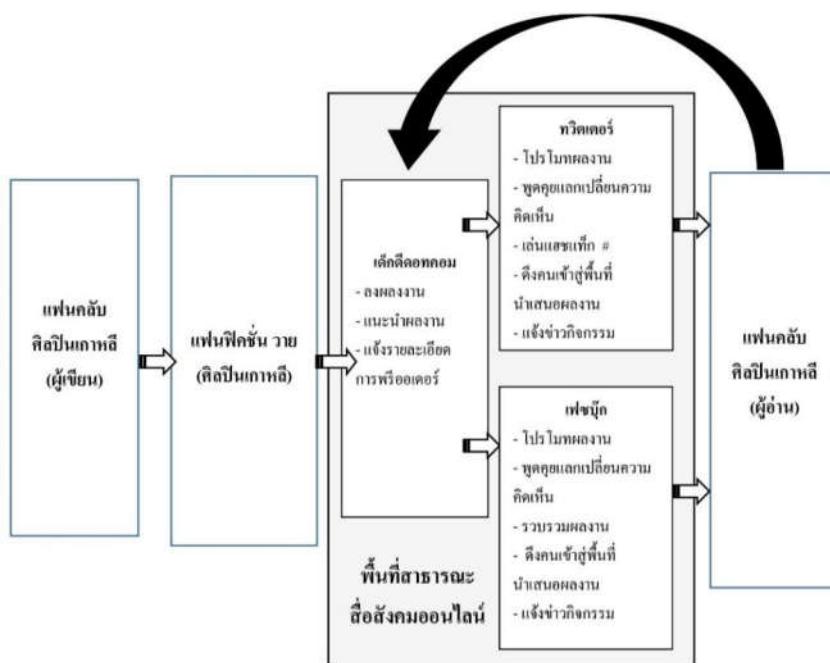 แฟนคลับ
ศิลปินเกาหลี
(ผู้เขียน)
แฟนฟิคชั่น วาย
(ศิลปินเกาหลี)
เด็กดีดอทคอม
- ลงผลงาน
- แนะนำผลงาน
- แจ้งรายละเอียด
การพรีออเดอร์
ทวิตเตอร์
- โปรโมทผลงาน
- พูดคุยแลกเปลี่ยนความ
คิดเห็น
- เล่นแฮชแท็ก #
- ดึงคนเข้าสู่พื้นที่
นำเสนอผลงาน
- แจ้งข่าวกิจกรรม
เฟซบุ๊ก
- โปรโมทผลงาน
- พูดคุยแลกเปลี่ยนความ
คิดเห็น
- รวบรวมผลงาน
- ดึงคนเข้าสู่พื้นที่
นำเสนอผลงาน
- แจ้งข่าวกิจกรรม
พื้นที่สาธารณะ
สื่อสังคมออนไลน์
แฟนคลับ
ศิลปินเกาหลี
(ผู้อ่าน)